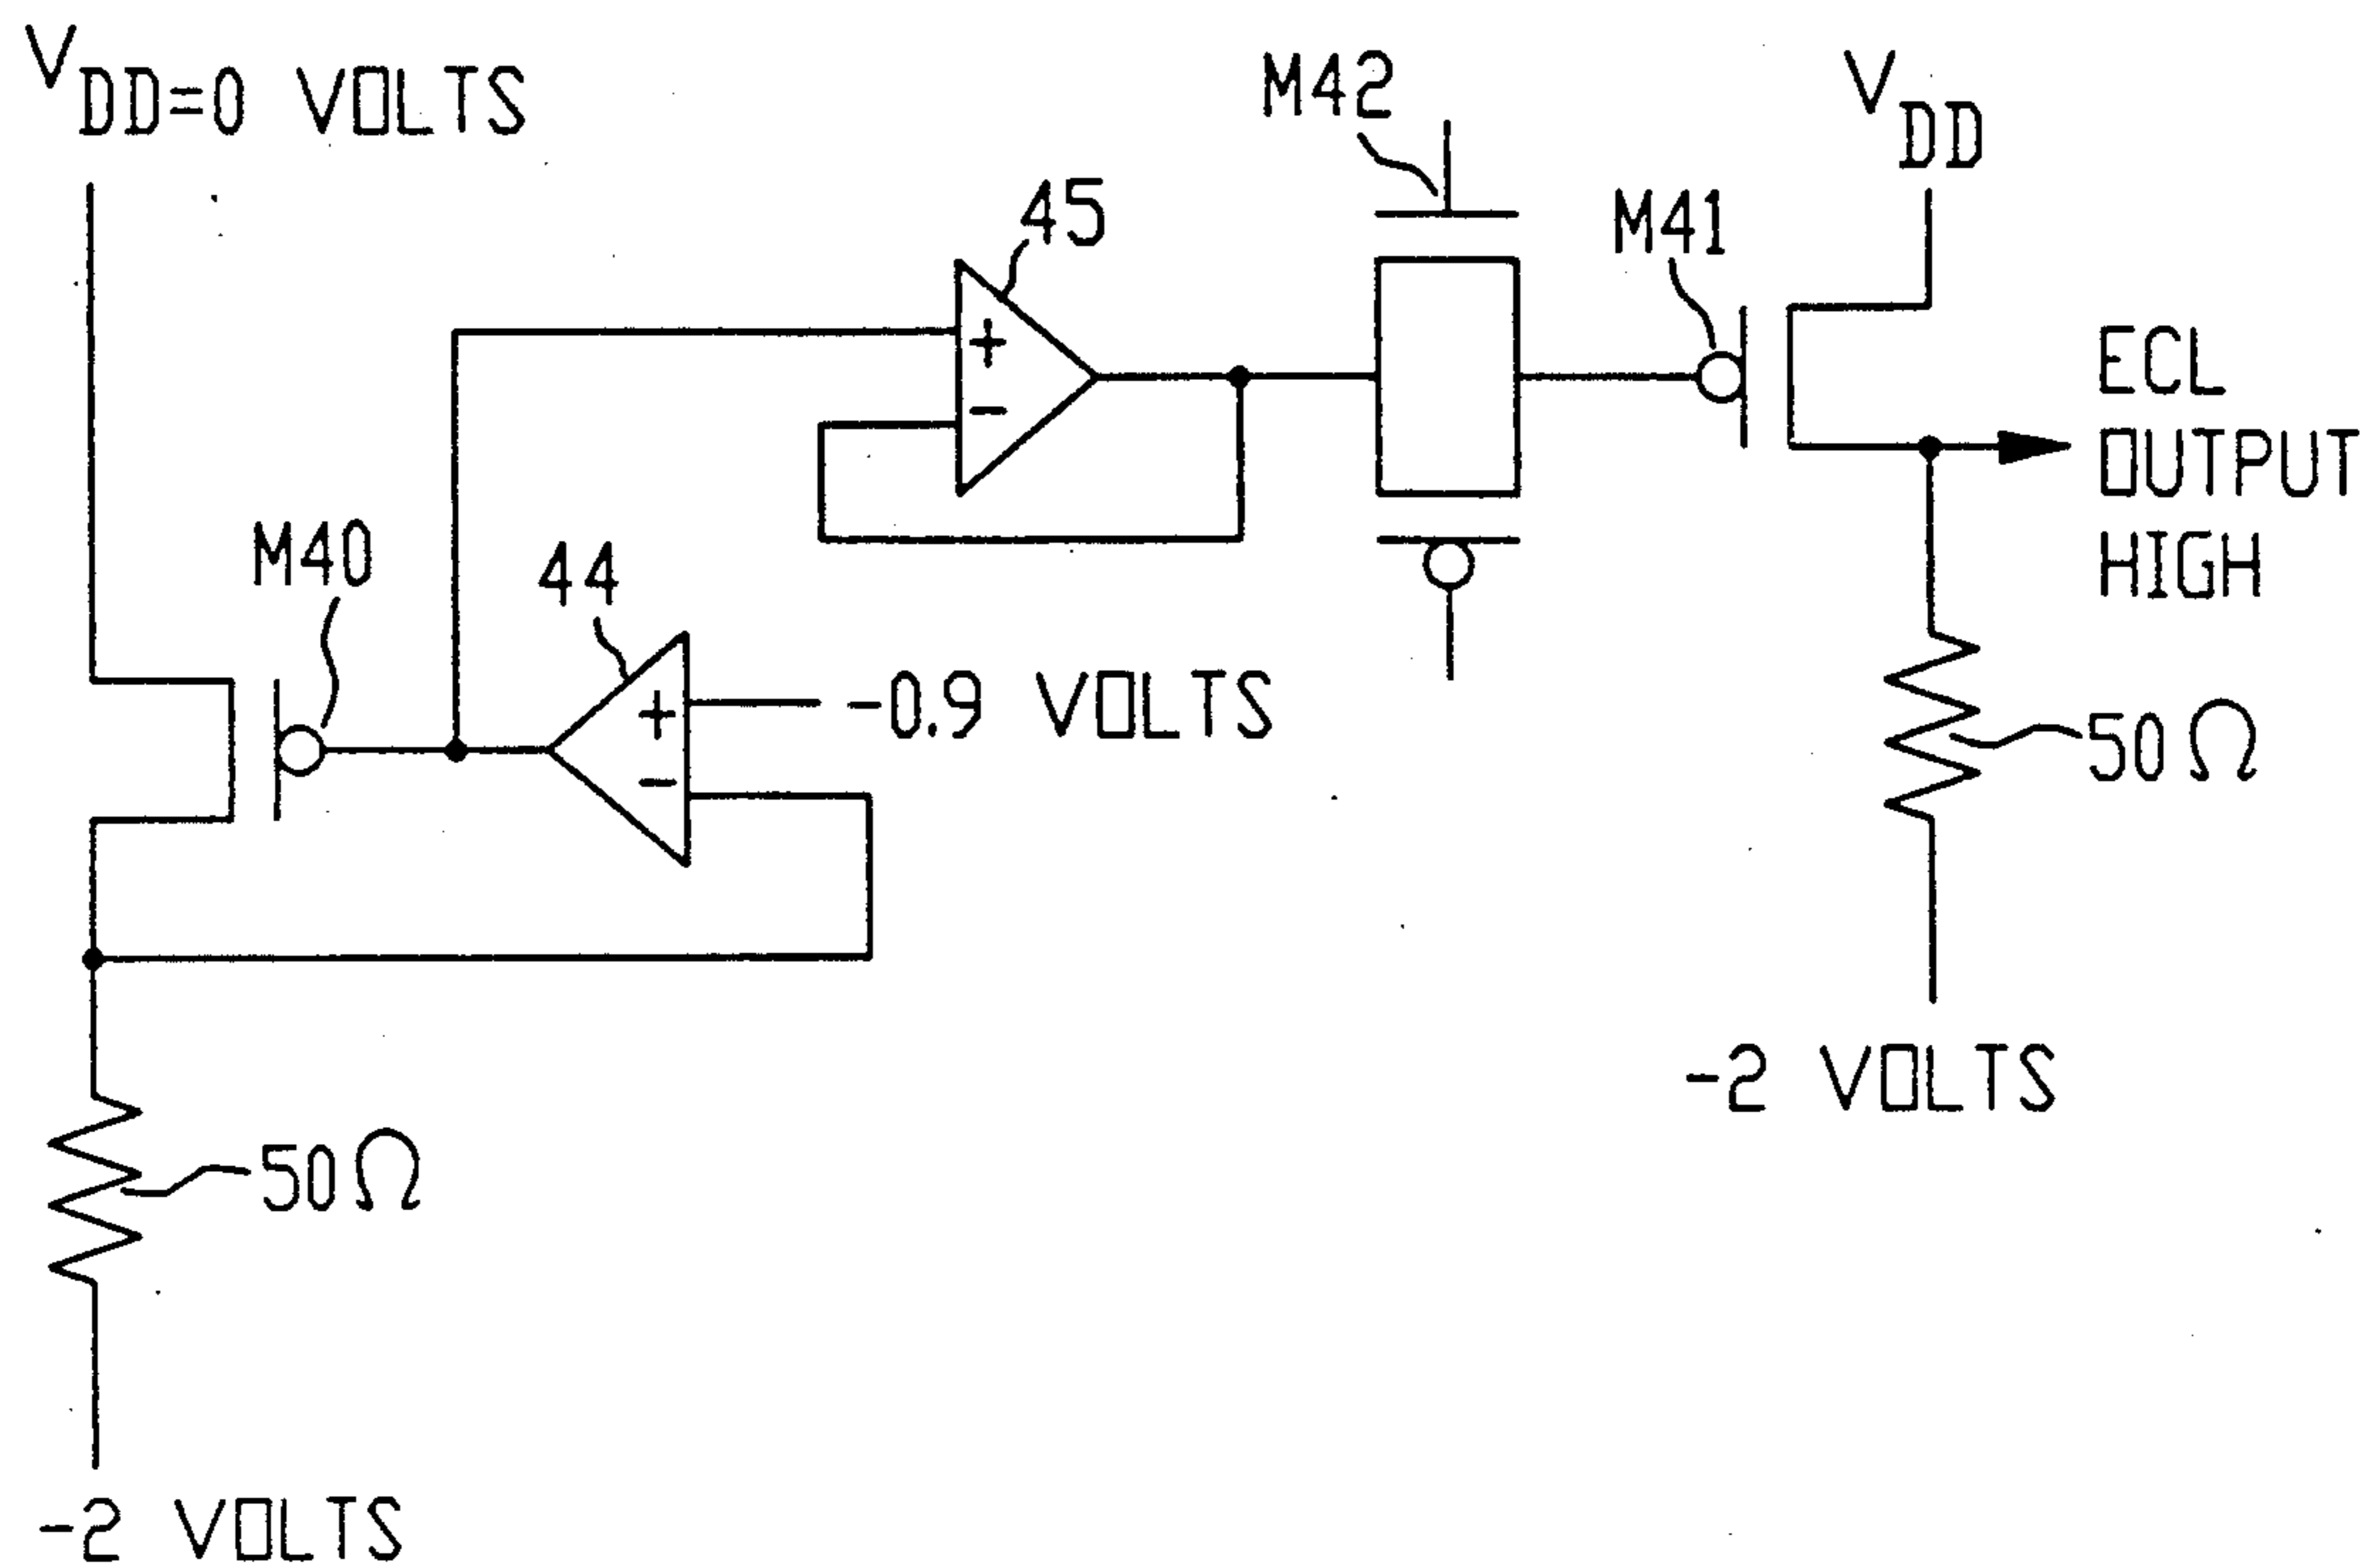 VDD=0 VOLTS
M42
VDD
45
M41
+
-
ECL
OUTPUT
HIGH
M40
44
+
-
-0.9 VOLTS
50Ω
-2 VOLTS
50Ω
-2 VOLTS